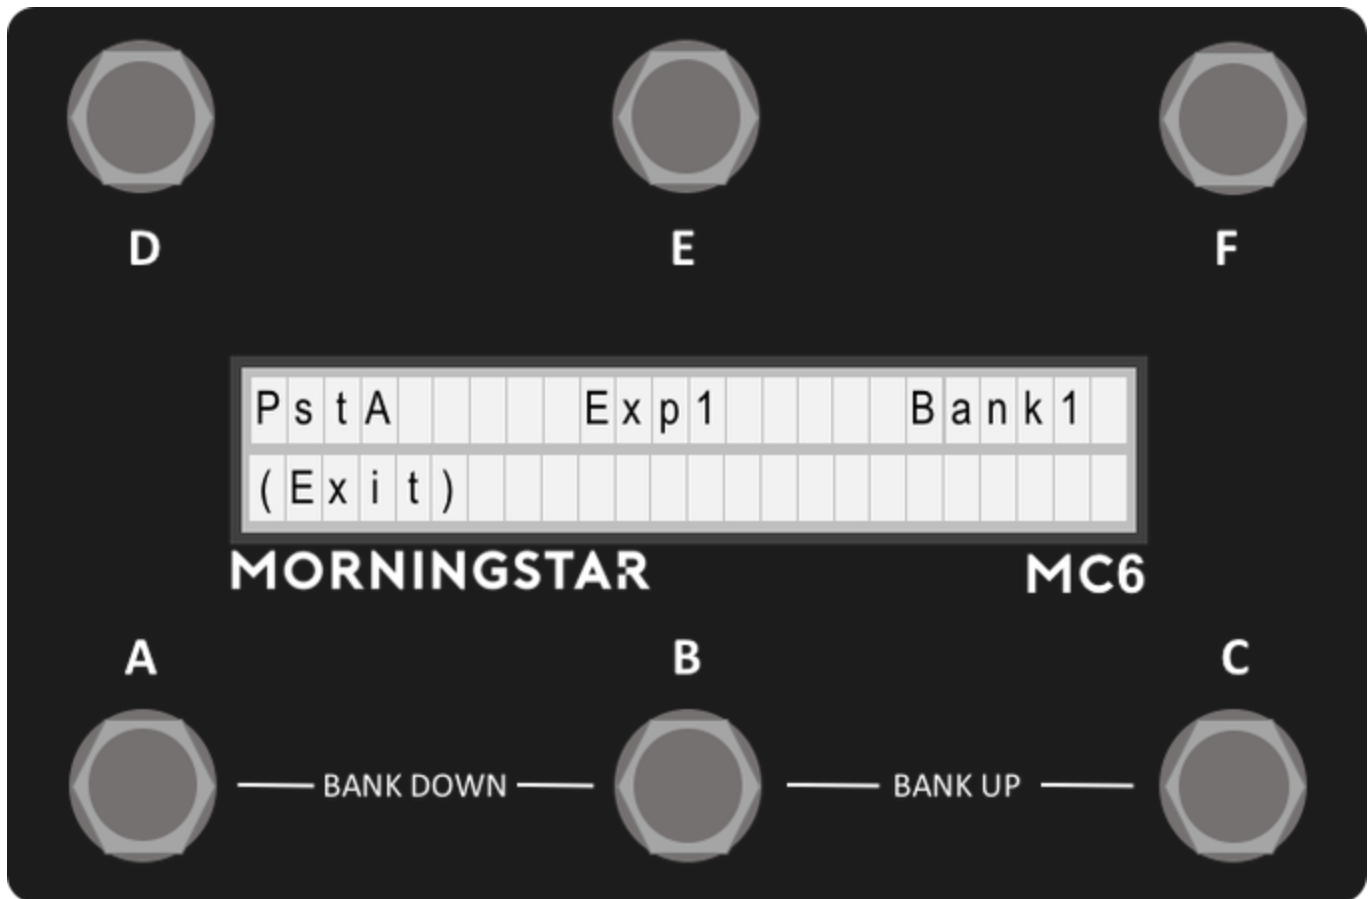 D E F
PstA Exp1 Bank1
(Exit)
MORNINGSTAR MC6
A B C
BANK DOWN BANK UP